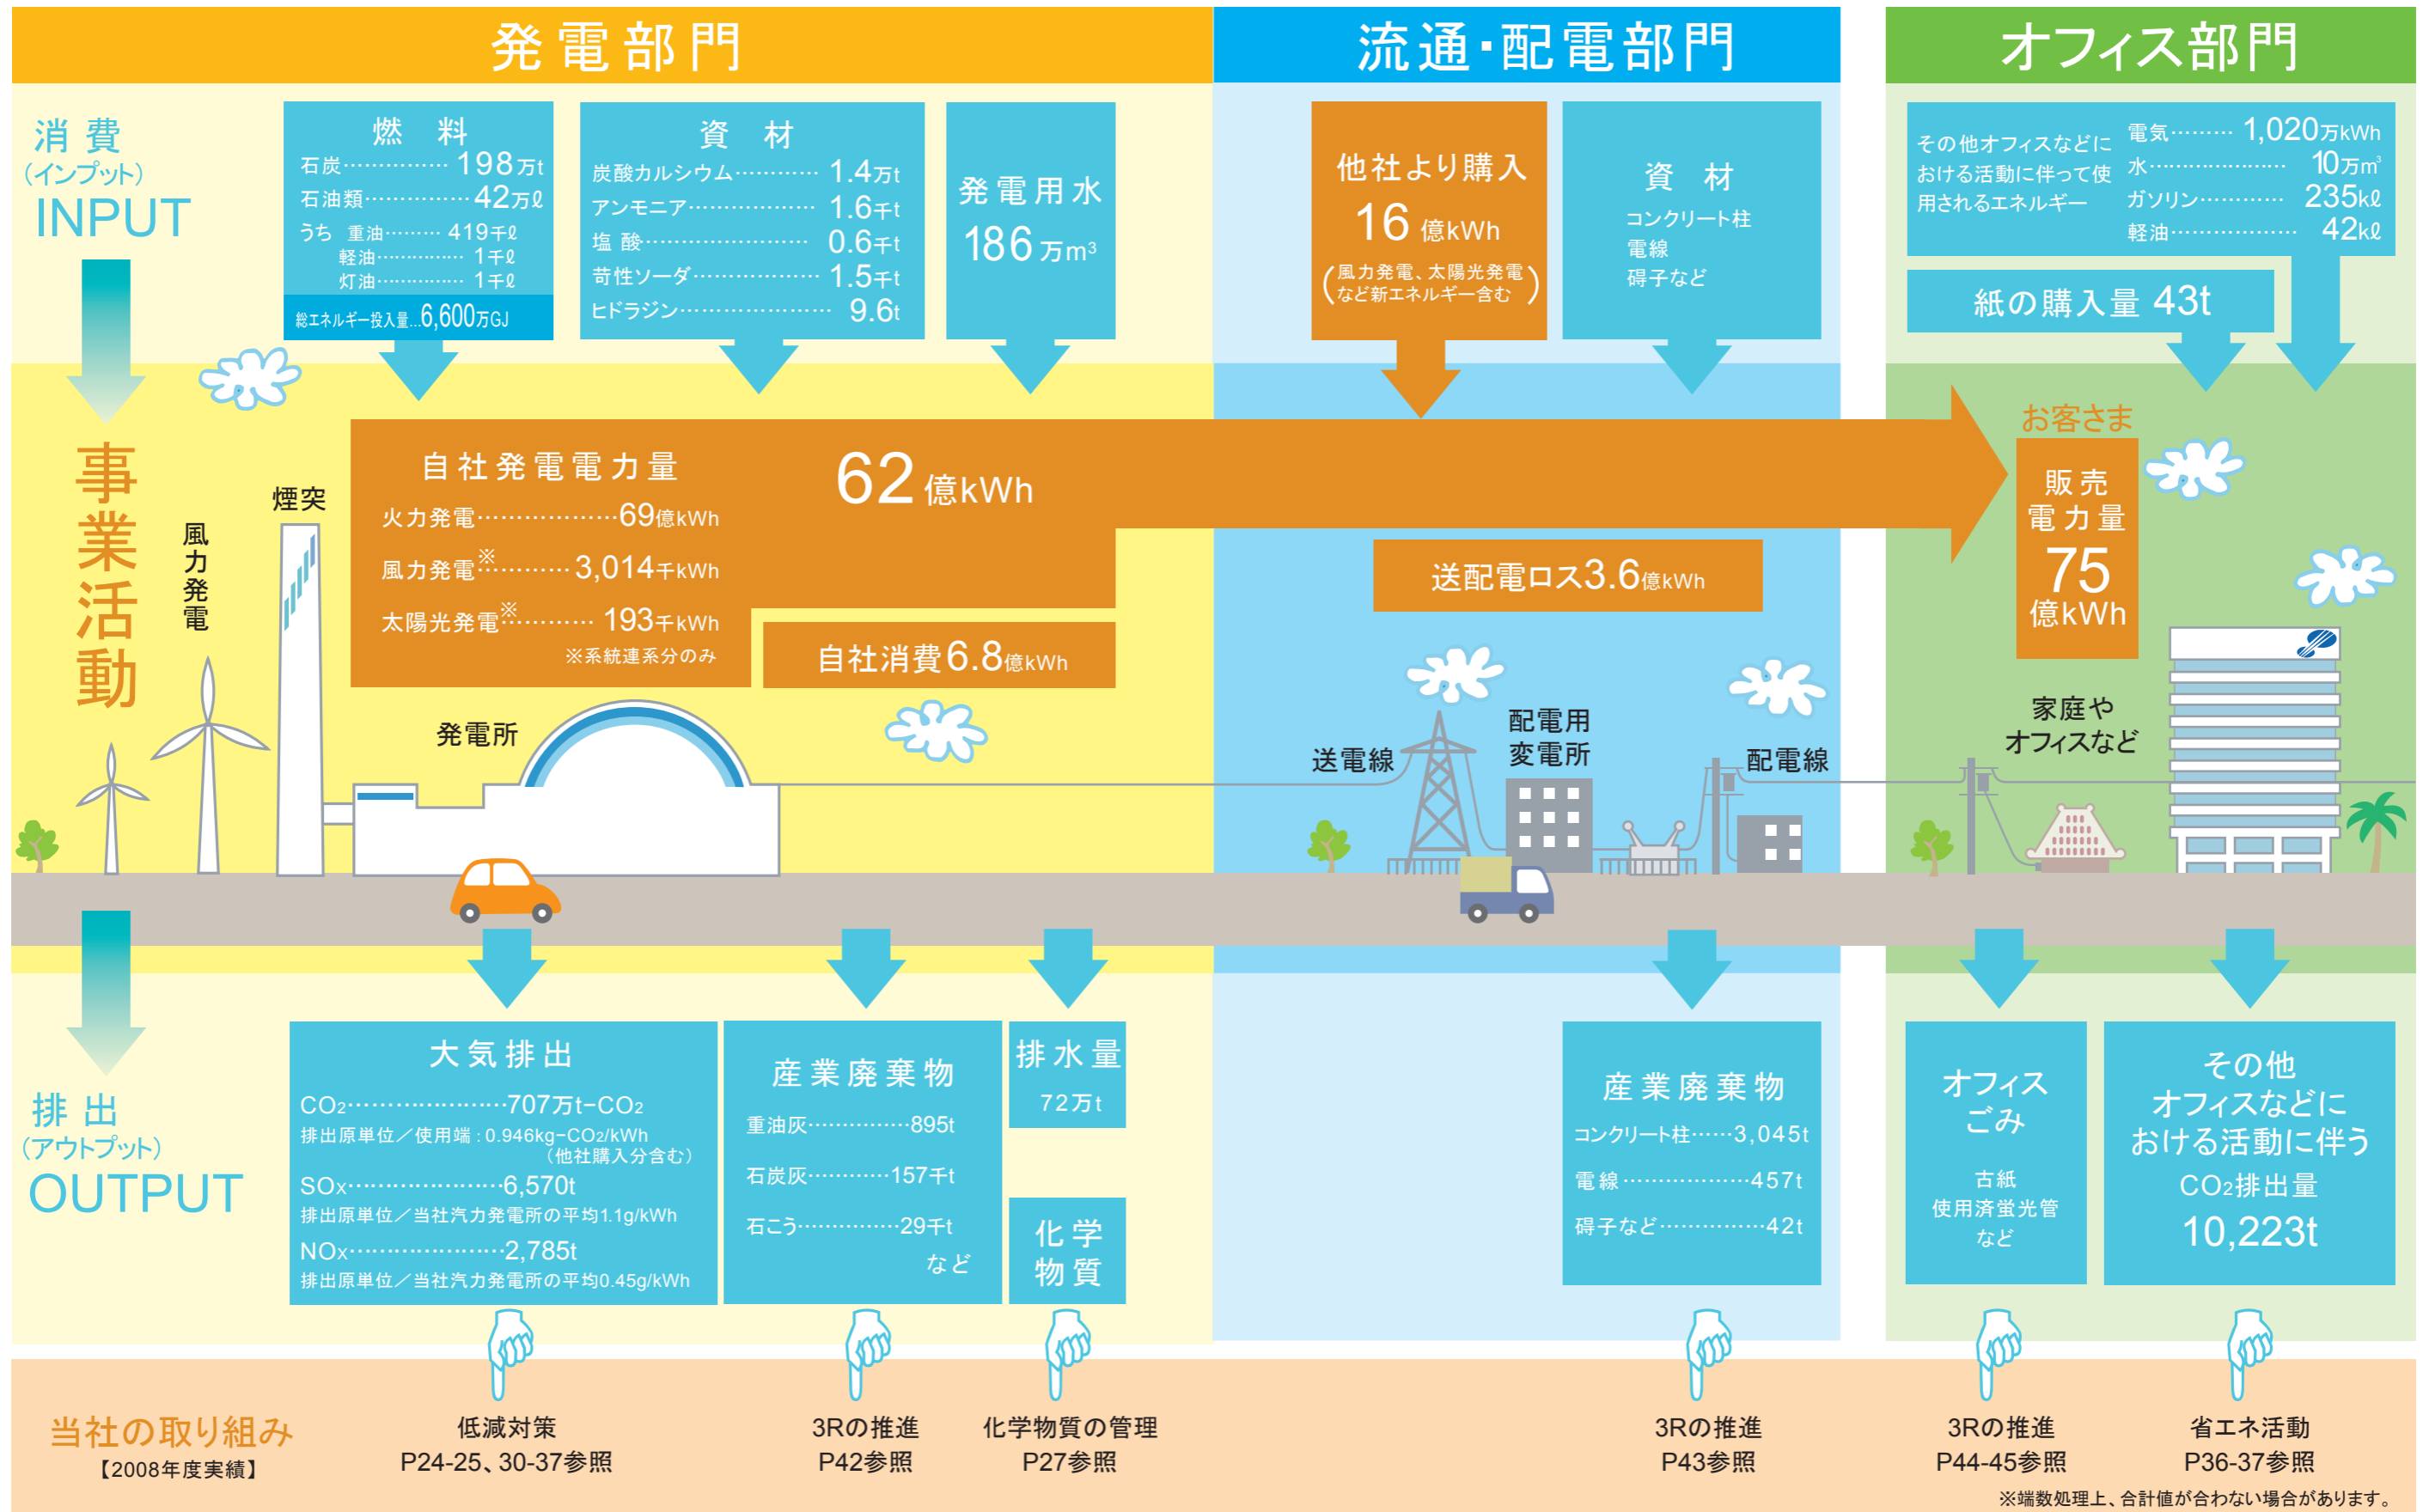 発電部門
流通・配電部門
オフィス部門
消費
（インプット）
INPUT
燃料
石炭……………198万t
石油類……………42万ℓ
うち 重油………419千ℓ
軽油……………1千ℓ
灯油……………1千ℓ
総エネルギー投入量…6,600万GJ
資材
炭酸カルシウム…………1.4万t
アンモニア………………1.6千t
塩酸……………………0.6千t
苛性ソーダ………………1.5千t
ヒドラジン…………………9.6t
発電用水
186万m³
他社より購入
16億kWh
（風力発電、太陽光発電
など新エネルギー含む）
資材
コンクリート柱
電線
碍子など
その他オフィスなどに
おける活動に伴って使
用されるエネルギー
電気………1,020万kWh
水…………………10万m³
ガソリン…………235kℓ
軽油………………42kℓ
紙の購入量 43t
事業活動
風力発電
煙突
自社発電電力量
火力発電………………69億kWh
風力発電※…………3,014千kWh
太陽光発電※…………193千kWh
※系統連系分のみ
62億kWh
自社消費6.8億kWh
発電所
送配電ロス3.6億kWh
送電線
配電用
変電所
配電線
お客さま
販売
電力量
75
億kWh
家庭や
オフィスなど
排出
（アウトプット）
OUTPUT
大気排出
CO₂…………………707万t−CO₂
排出原単位／使用端：0.946kg−CO₂/kWh
（他社購入分含む）
SOx…………………6,570t
排出原単位／当社汽力発電所の平均1.1g/kWh
NOx…………………2,785t
排出原単位／当社汽力発電所の平均0.45g/kWh
産業廃棄物
重油灰……………895t
石炭灰…………157千t
石こう……………29千t
など
排水量
72万t
化学
物質
産業廃棄物
コンクリート柱……3,045t
電線………………457t
碍子など……………42t
オフィス
ごみ
古紙
使用済蛍光管
など
その他
オフィスなどに
おける活動に伴う
CO₂排出量
10,223t
当社の取り組み
【2008年度実績】
低減対策
P24-25、30-37参照
3Rの推進
P42参照
化学物質の管理
P27参照
3Rの推進
P43参照
3Rの推進
P44-45参照
省エネ活動
P36-37参照
※端数処理上、合計値が合わない場合があります。